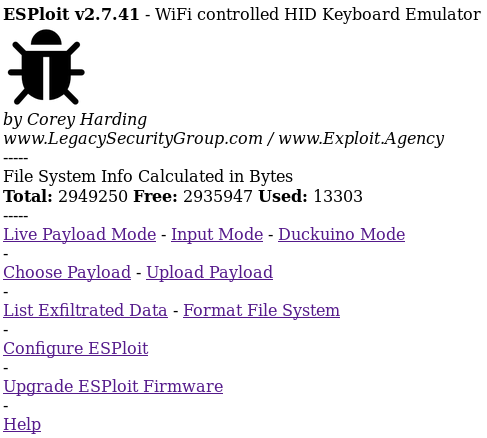 ESPloit v2.7.41 - WiFi controlled HID Keyboard Emulator
by Corey Harding
www.LegacySecurityGroup.com / www.Exploit.Agency
-----
File System Info Calculated in Bytes
Total: 2949250 Free: 2935947 Used: 13303
-----
Live Payload Mode - Input Mode - Duckuino Mode
-
Choose Payload - Upload Payload
-
List Exfiltrated Data - Format File System
-
Configure ESPloit
-
Upgrade ESPloit Firmware
-
Help